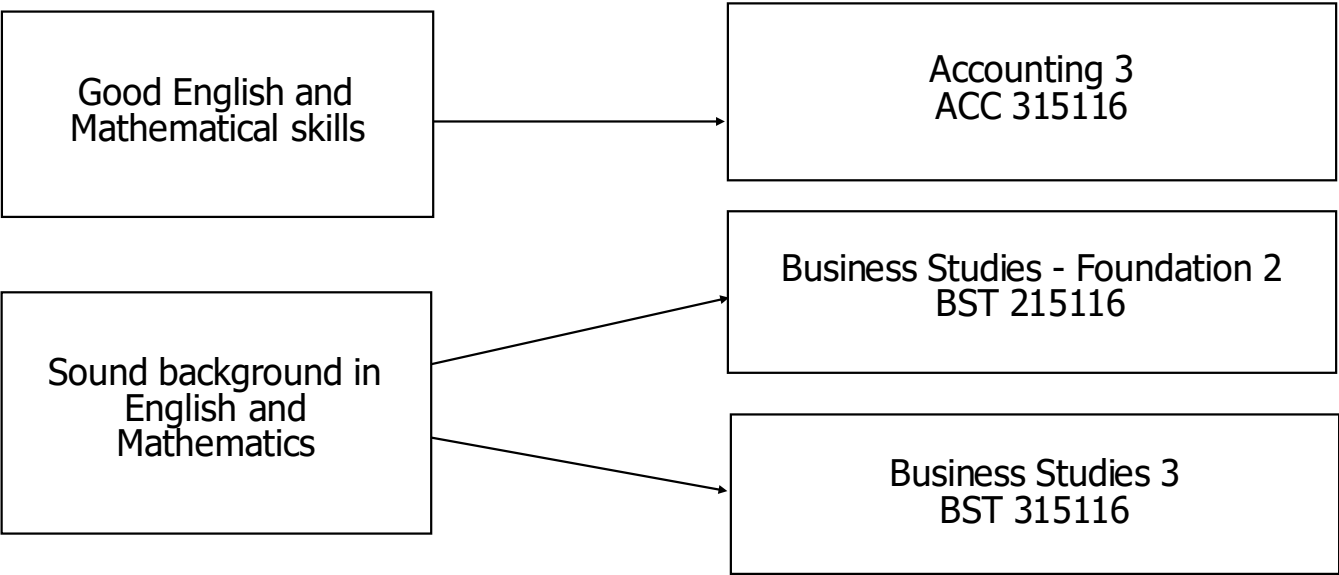 Good English and
Mathematical skills
Accounting 3
ACC 315116
Sound background in
English and
Mathematics
Business Studies - Foundation 2
BST 215116
Business Studies 3
BST 315116